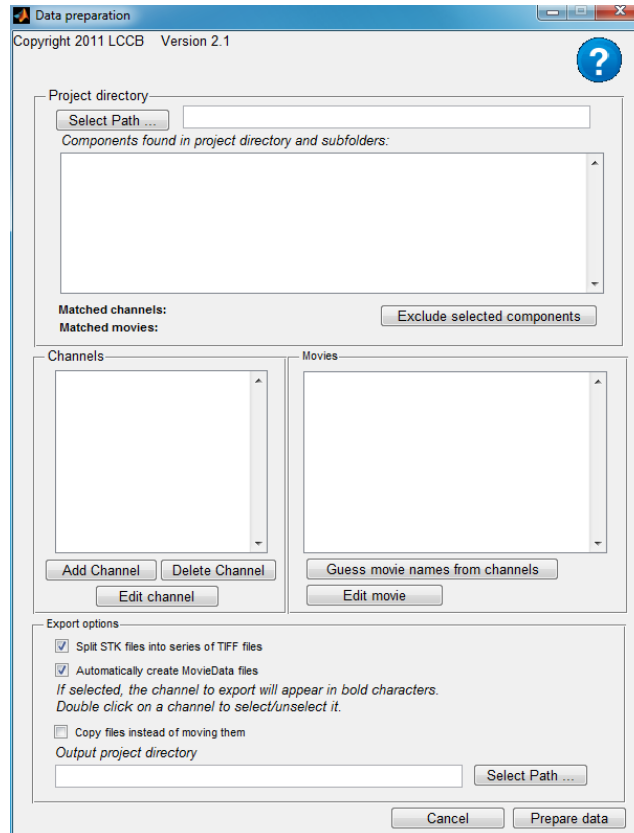 Data preparation
Copyright 2011 LCCB Version 2.1
?
Project directory
Select Path ...
Components found in project directory and subfolders:
Matched channels:
Exclude selected components
Matched movies:
Channels
Movies
Add Channel Delete Channel
Edit channel
Guess movie names from channels
Edit movie
Export options
Split STK files into series of TIFF files
Automatically create MovieData files
If selected, the channel to export will appear in bold characters.
Double click on a channel to select/unselect it.
Copy files instead of moving them
Output project directory
Select Path ...
Cancel Prepare data